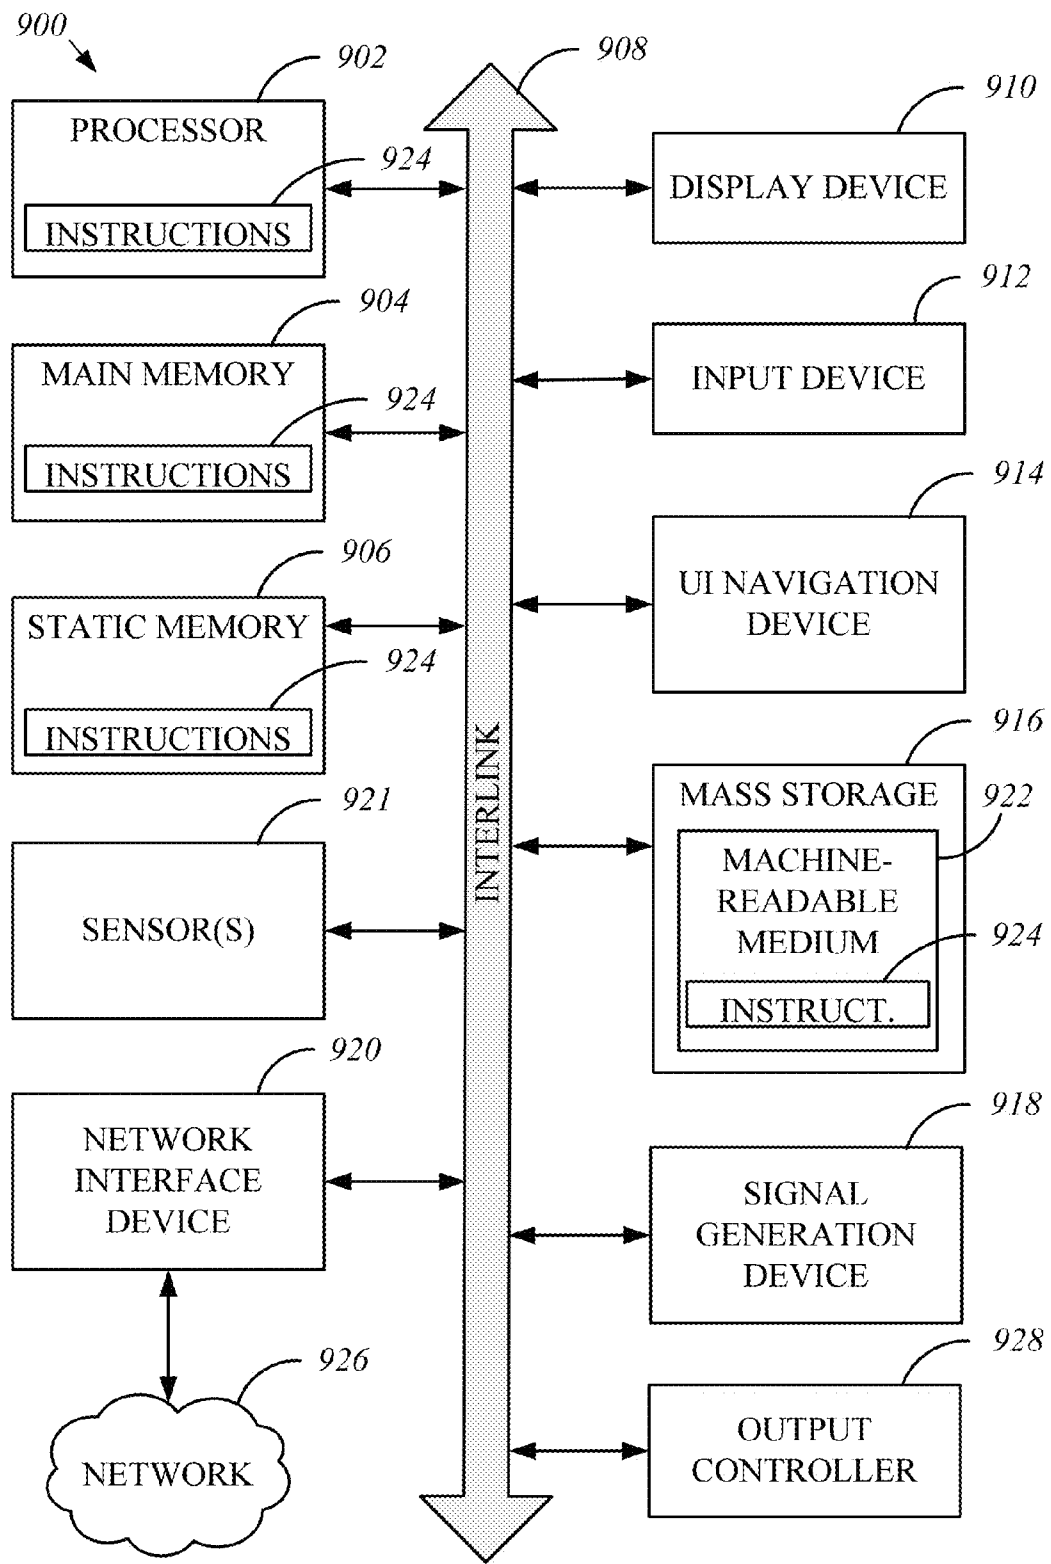 900
902
PROCESSOR
924
INSTRUCTIONS
904
MAIN MEMORY
924
INSTRUCTIONS
906
STATIC MEMORY
924
INSTRUCTIONS
921
SENSOR(S)
920
NETWORK
INTERFACE
DEVICE
926
NETWORK
908
INTERLINK
910
DISPLAY DEVICE
912
INPUT DEVICE
914
UI NAVIGATION
DEVICE
916
MASS STORAGE
922
MACHINE-
READABLE
MEDIUM
924
INSTRUCT.
918
SIGNAL
GENERATION
DEVICE
928
OUTPUT
CONTROLLER